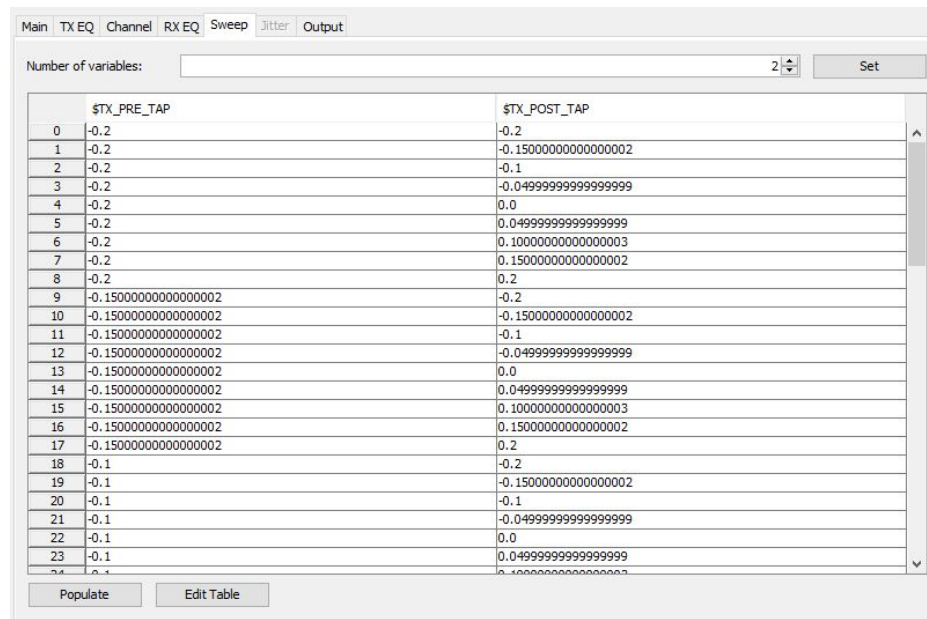 Main TX EQ Channel RX EQ Sweep Jitter Output
Number of variables: 2 Set
$TX_PRE_TAP $TX_POST_TAP
0 -0.2 -0.2
1 -0.2 -0.15000000000000002
2 -0.2 -0.1
3 -0.2 -0.04999999999999999
4 -0.2 0.0
5 -0.2 0.04999999999999999
6 -0.2 0.10000000000000003
7 -0.2 0.15000000000000002
8 -0.2 0.2
9 -0.15000000000000002 -0.2
10 -0.15000000000000002 -0.15000000000000002
11 -0.15000000000000002 -0.1
12 -0.15000000000000002 -0.04999999999999999
13 -0.15000000000000002 0.0
14 -0.15000000000000002 0.04999999999999999
15 -0.15000000000000002 0.10000000000000003
16 -0.15000000000000002 0.15000000000000002
17 -0.15000000000000002 0.2
18 -0.1 -0.2
19 -0.1 -0.15000000000000002
20 -0.1 -0.1
21 -0.1 -0.04999999999999999
22 -0.1 0.0
23 -0.1 0.04999999999999999
24 -0.1 0.10000000000000003
Populate Edit Table